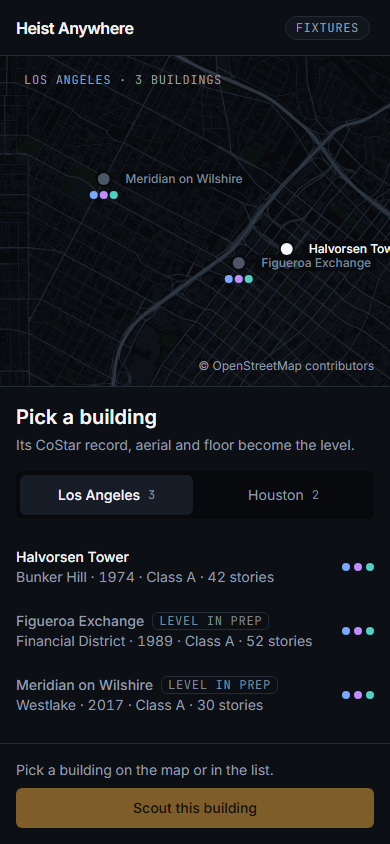 Heist Anywhere
FIXTURES
LOS ANGELES · 3 BUILDINGS
Meridian on Wilshire
Halvorsen Tow
Figueroa Exchange
© OpenStreetMap contributors
Pick a building
Its CoStar record, aerial and floor become the level.
Los Angeles 3
Houston 2
Halvorsen Tower
Bunker Hill · 1974 · Class A · 42 stories
Figueroa Exchange LEVEL IN PREP
Financial District · 1989 · Class A · 52 stories
Meridian on Wilshire LEVEL IN PREP
Westlake · 2017 · Class A · 30 stories
Pick a building on the map or in the list.
Scout this building